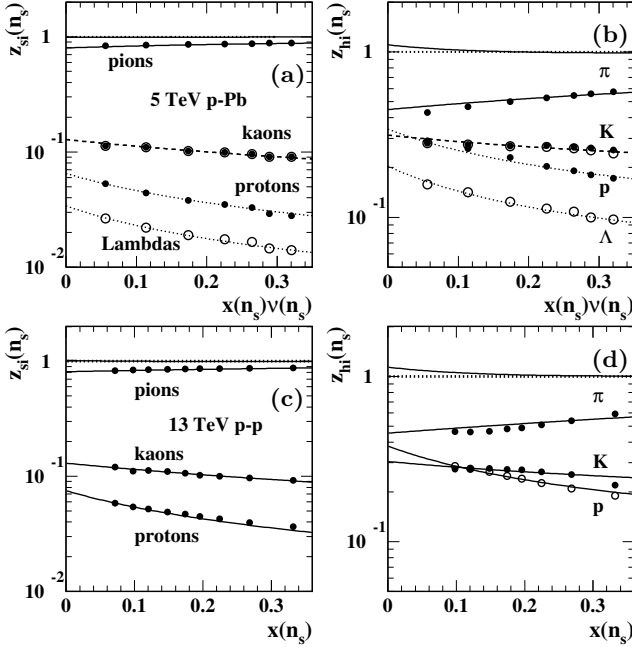 z_si(n_s)
1
10^-1
10^-2
pions
(a)
5 TeV p-Pb
kaons
protons
Lambdas
0 0.1 0.2 0.3
x(n_s)ν(n_s)
z_hi(n_s)
1
10^-1
(b)
π
K
p
Λ
0 0.1 0.2 0.3
x(n_s)ν(n_s)
z_si(n_s)
1
10^-1
10^-2
pions
(c)
13 TeV p-p
kaons
protons
0 0.1 0.2 0.3
x(n_s)
z_hi(n_s)
1
10^-1
(d)
π
K
p
0 0.1 0.2 0.3
x(n_s)